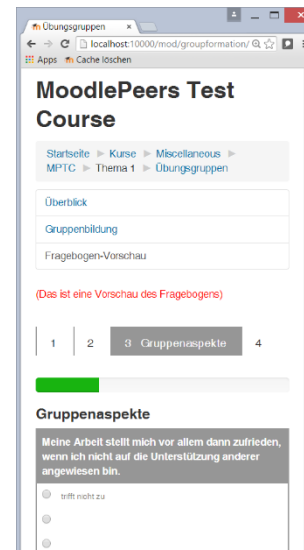 Übungsgruppen
localhost:10000/mod/groupformation/
Apps Cache löschen
MoodlePeers Test
Course
Startseite ► Kurse ► Miscellaneous ►
MPTC ► Thema 1 ► Übungsgruppen
Überblick
Gruppenbildung
Fragebogen-Vorschau
(Das ist eine Vorschau des Fragebogens)
1 2 3 Gruppenaspekte 4
Gruppenaspekte
Meine Arbeit stellt mich vor allem dann zufrieden,
wenn ich nicht auf die Unterstützung anderer
angewiesen bin.
trifft nicht zu